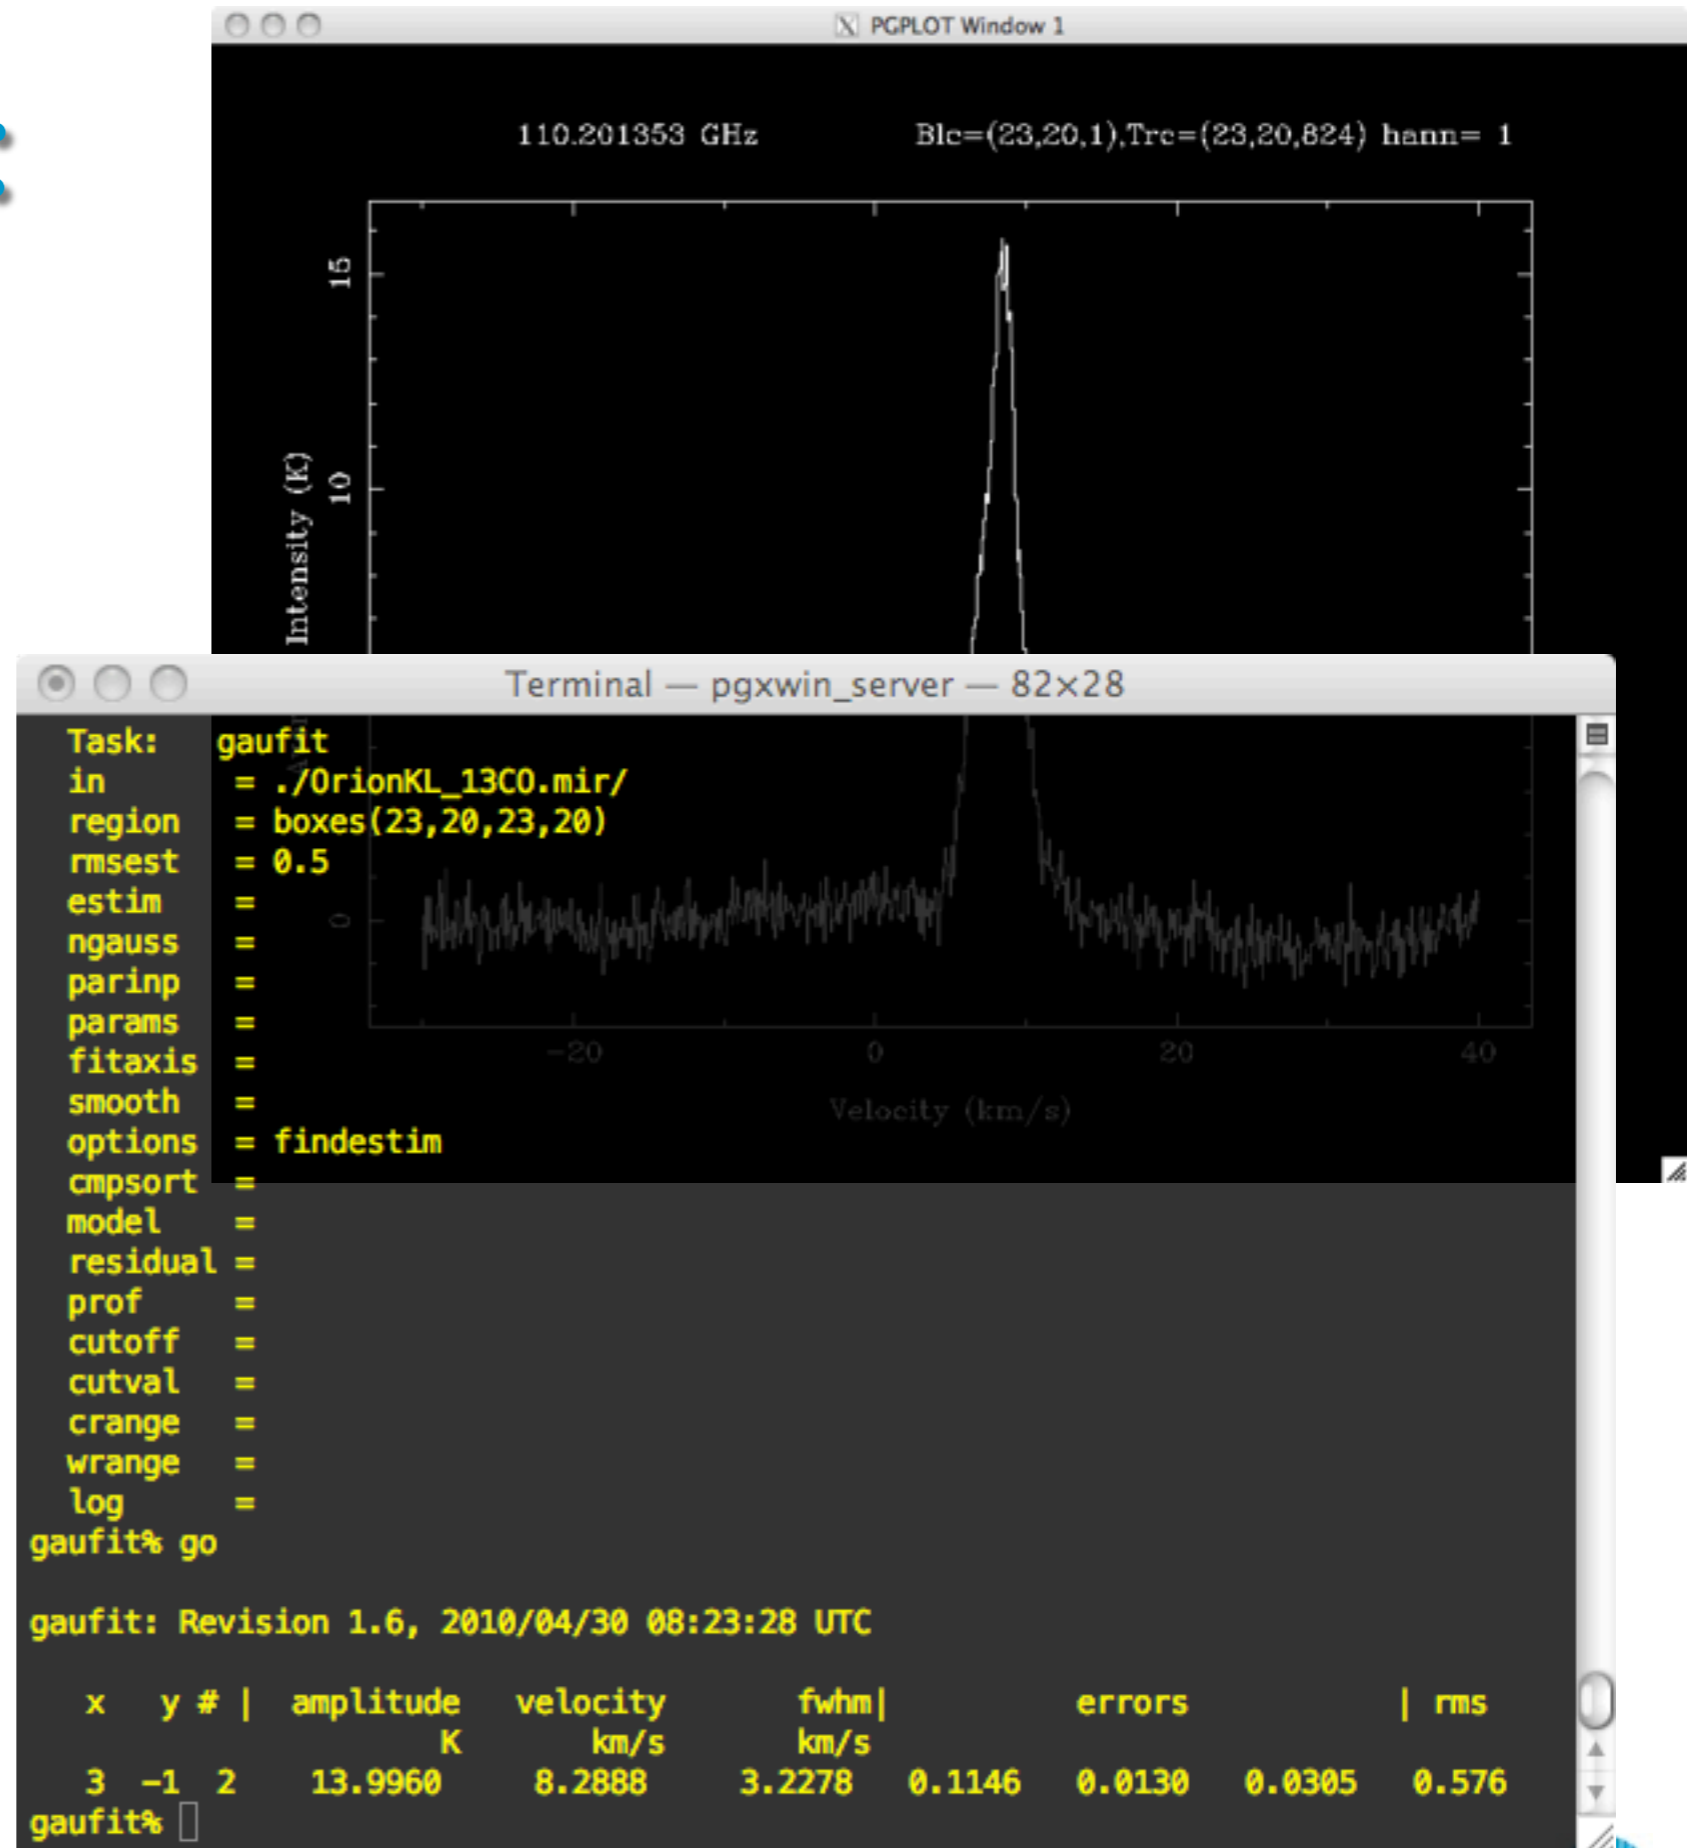 PGPLOT Window 1
110.201353 GHz Blc=(23,20,1),Trc=(23,20,824) hann= 1
15
10
Intensity (K)
Terminal — pgxwin_server — 82×28
Task: gaufit
in = ./OrionKL_13CO.mir/
region = boxes(23,20,23,20)
rmsest = 0.5
estim =
ngauss =
parinp =
params =
fitaxis =
smooth =
options = findestim
cmpsort =
model =
residual =
prof =
cutoff =
cutval =
crange =
wrange =
log =
0
-20 0 20 40
Velocity (km/s)
gaufit% go
gaufit: Revision 1.6, 2010/04/30 08:23:28 UTC
x y # | amplitude velocity fwhm| errors | rms
K km/s km/s
3 -1 2 13.9960 8.2888 3.2278 0.1146 0.0130 0.0305 0.576
gaufit%